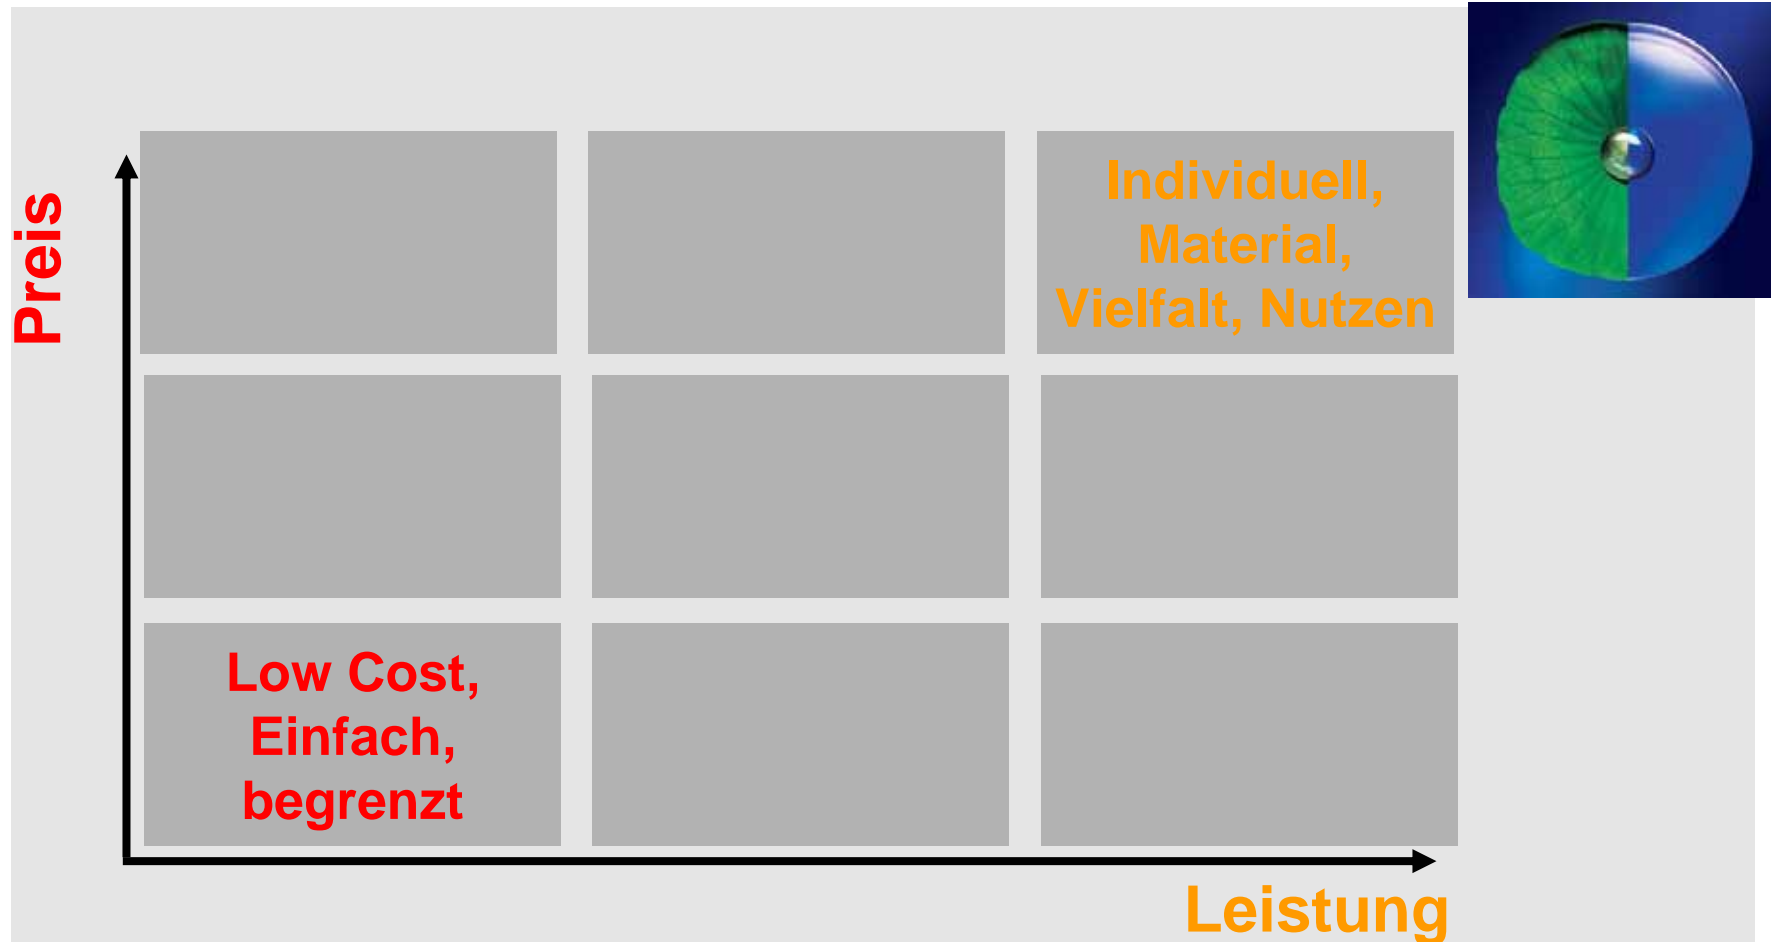 Preis
Individuell,
Material,
Vielfalt, Nutzen
Low Cost,
Einfach,
begrenzt
Leistung